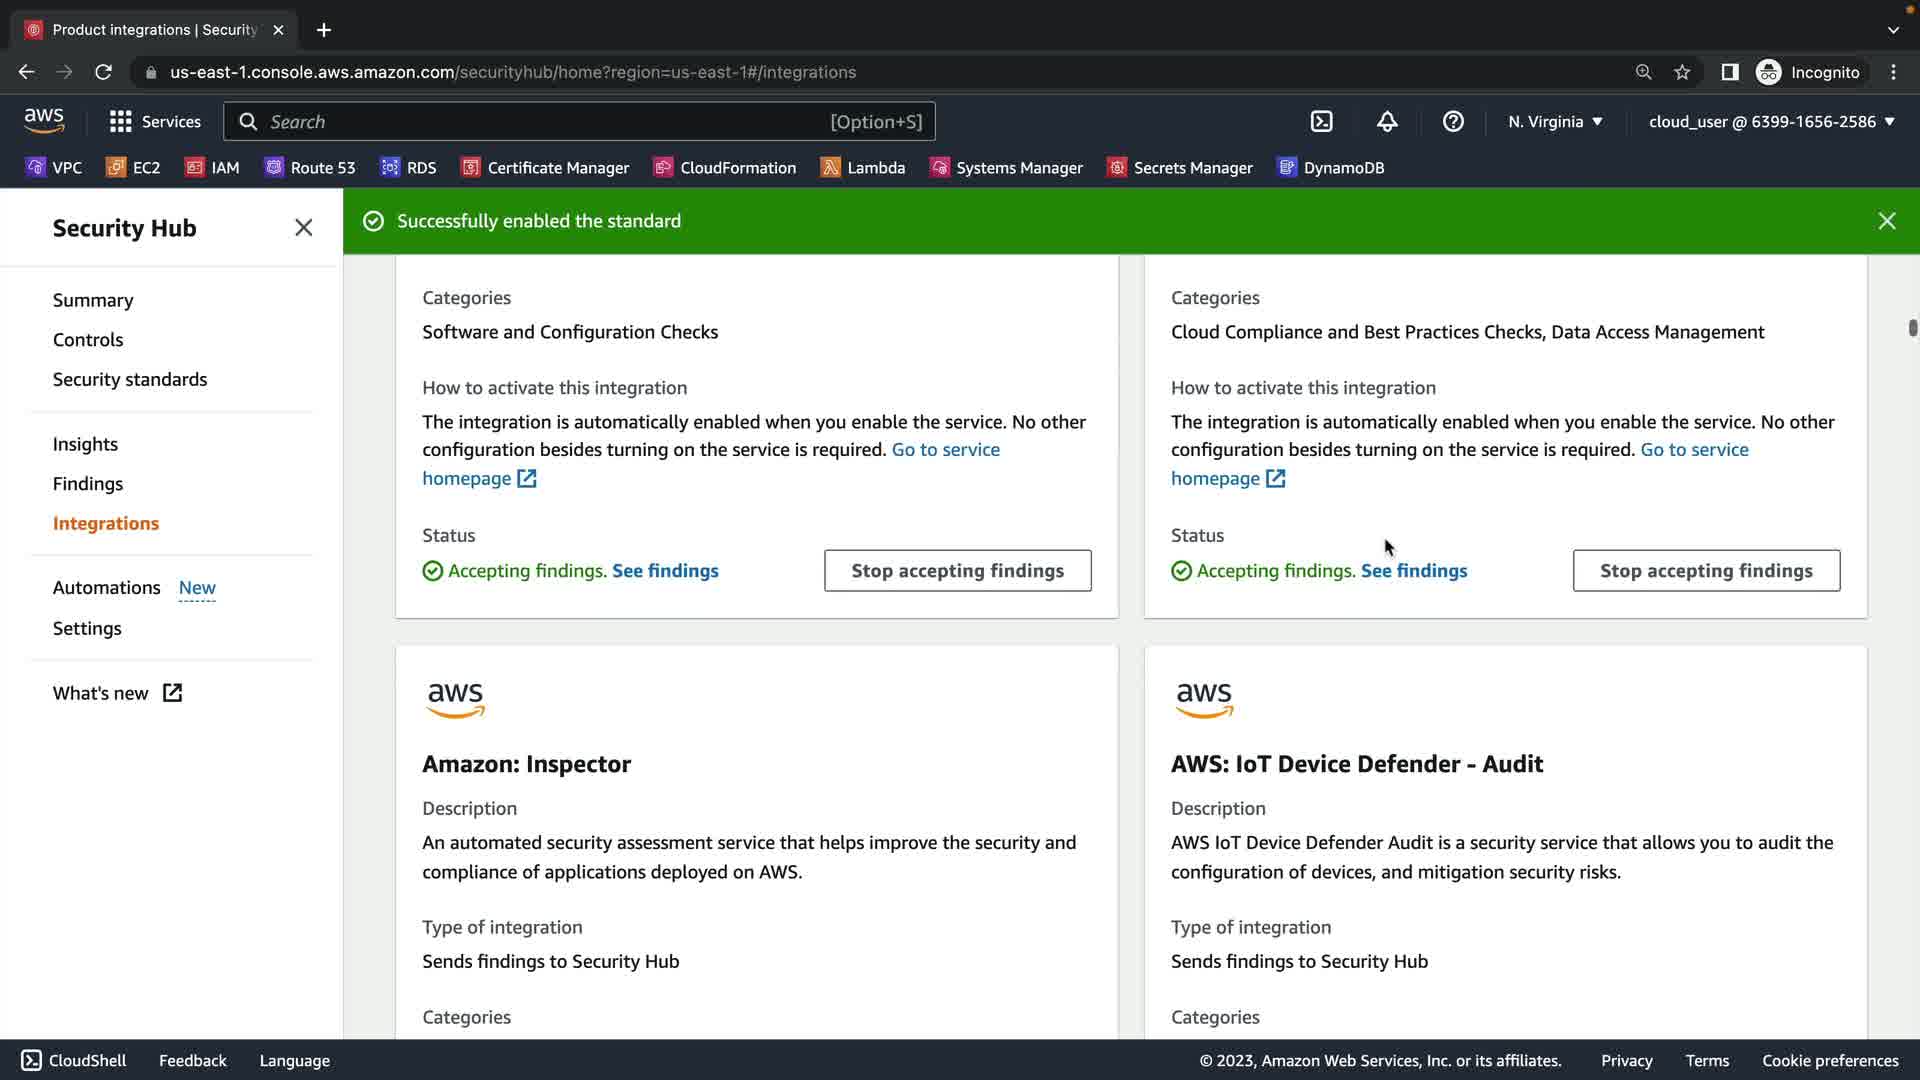 Product integrations | Security
us-east-1.console.aws.amazon.com/securityhub/home?region=us-east-1#/integrations
Incognito
aws
Services
Search
[Option+S]
N. Virginia
cloud_user @ 6399-1656-2586
VPC
EC2
IAM
Route 53
RDS
Certificate Manager
CloudFormation
Lambda
Systems Manager
Secrets Manager
DynamoDB
Security Hub
Successfully enabled the standard
Summary
Controls
Security standards
Insights
Findings
Integrations
Automations New
Settings
What's new
Categories
Software and Configuration Checks
How to activate this integration
The integration is automatically enabled when you enable the service. No other
configuration besides turning on the service is required. Go to service
homepage
Status
Accepting findings. See findings
Stop accepting findings
Categories
Cloud Compliance and Best Practices Checks, Data Access Management
How to activate this integration
The integration is automatically enabled when you enable the service. No other
configuration besides turning on the service is required. Go to service
homepage
Status
Accepting findings. See findings
Stop accepting findings
aws
Amazon: Inspector
Description
An automated security assessment service that helps improve the security and
compliance of applications deployed on AWS.
Type of integration
Sends findings to Security Hub
Categories
aws
AWS: IoT Device Defender - Audit
Description
AWS IoT Device Defender Audit is a security service that allows you to audit the
configuration of devices, and mitigation security risks.
Type of integration
Sends findings to Security Hub
Categories
CloudShell
Feedback
Language
© 2023, Amazon Web Services, Inc. or its affiliates.
Privacy
Terms
Cookie preferences